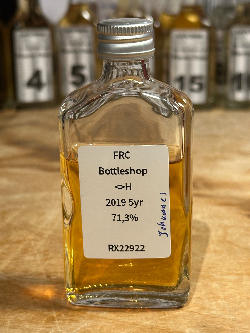 FRC
Bottleshop
<>H
2019 5yr
71,3%
RX22922
Johannes
4
5
15